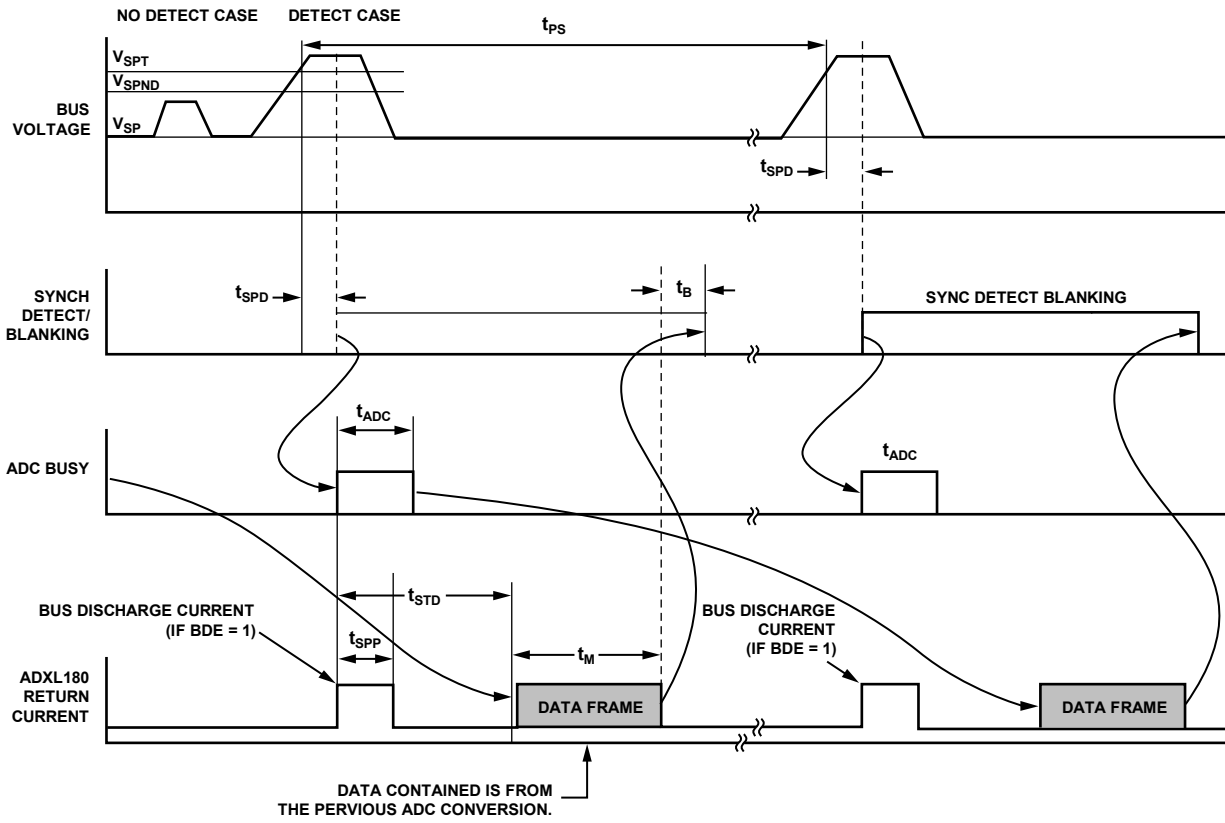 NO DETECT CASE
DETECT CASE
tPS
VSPT
VSPND
BUS
VOLTAGE
VSP
tSPD
SYNCH
DETECT/
BLANKING
tSPD
tB
SYNC DETECT BLANKING
tADC
ADC BUSY
tADC
tSTD
BUS DISCHARGE CURRENT
(IF BDE = 1)
tSPP
tM
BUS DISCHARGE
CURRENT
(IF BDE = 1)
ADXL180
RETURN
CURRENT
DATA FRAME
DATA FRAME
DATA CONTAINED IS FROM
THE PERVIOUS ADC CONVERSION.